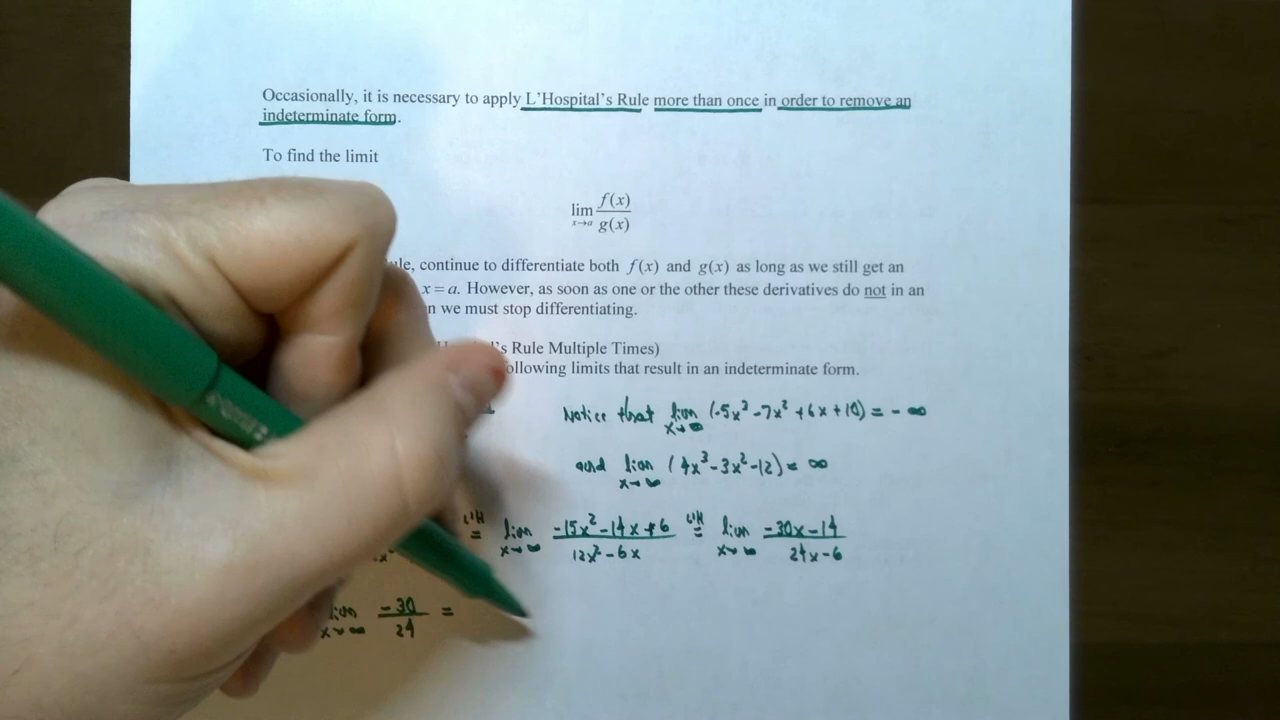 Occasionally, it is necessary to apply L'Hospital's Rule more than once in order to remove an
indeterminate form.
To find the limit
lim x→a f(x)/g(x)
continue to differentiate both f(x) and g(x) as long as we still get an
x = a. However, as soon as one or the other these derivatives do not in an
we must stop differentiating.
's Rule Multiple Times)
following limits that result in an indeterminate form.
Notice that lim x→∞ (-5x³ - 7x² + 6x + 10) = -∞
and lim x→∞ (4x³ - 3x² - 12) = ∞
L'H = lim x→∞ (-15x² - 14x + 6)/(12x² - 6x) L'H = lim x→∞ (-30x - 14)/(24x - 6)
lim x→∞ -30/24 =